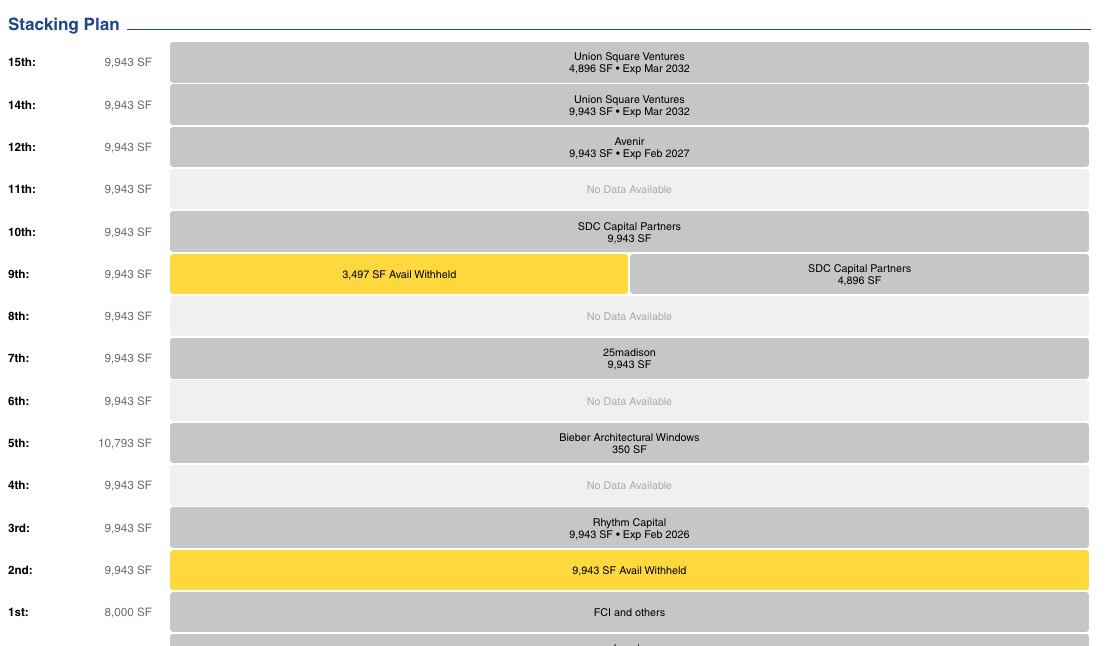 Stacking Plan
15th: 9,943 SF Union Square Ventures
4,896 SF • Exp Mar 2032
14th: 9,943 SF Union Square Ventures
9,943 SF • Exp Mar 2032
12th: 9,943 SF Avenir
9,943 SF • Exp Feb 2027
11th: 9,943 SF No Data Available
10th: 9,943 SF SDC Capital Partners
9,943 SF
9th: 9,943 SF 3,497 SF Avail Withheld SDC Capital Partners
4,896 SF
8th: 9,943 SF No Data Available
7th: 9,943 SF 25madison
9,943 SF
6th: 9,943 SF No Data Available
5th: 10,793 SF Bieber Architectural Windows
350 SF
4th: 9,943 SF No Data Available
3rd: 9,943 SF Rhythm Capital
9,943 SF • Exp Feb 2026
2nd: 9,943 SF 9,943 SF Avail Withheld
1st: 8,000 SF FCI and others